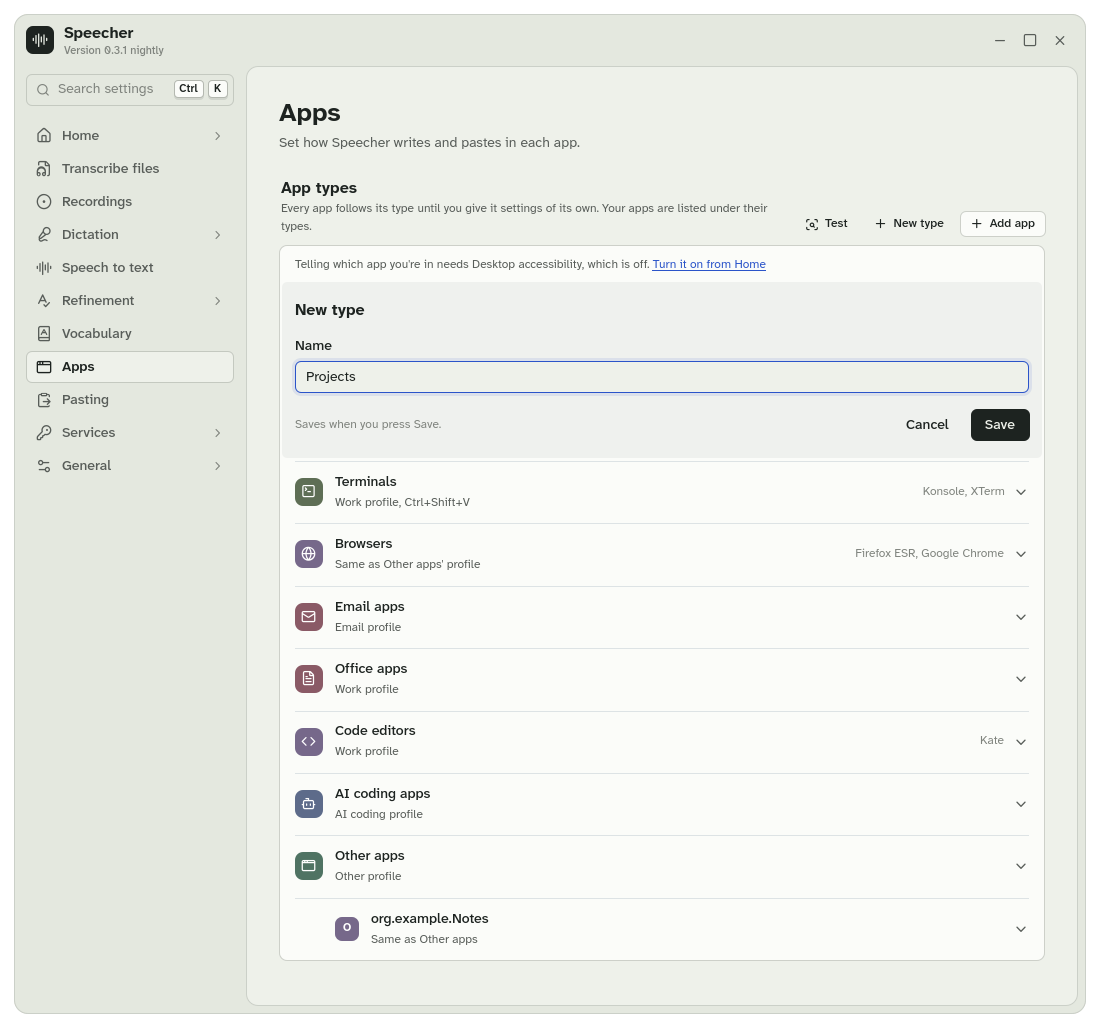 Speecher
Version 0.3.1 nightly
Search settings
Ctrl K
Home
Transcribe files
Recordings
Dictation
Speech to text
Refinement
Vocabulary
Apps
Pasting
Services
General
Apps
Set how Speecher writes and pastes in each app.
App types
Every app follows its type until you give it settings of its own. Your apps are listed under their
types.
Test
New type
Add app
Telling which app you're in needs Desktop accessibility, which is off. Turn it on from Home
New type
Name
Projects
Saves when you press Save.
Cancel
Save
Terminals
Work profile, Ctrl+Shift+V
Konsole, XTerm
Browsers
Same as Other apps' profile
Firefox ESR, Google Chrome
Email apps
Email profile
Office apps
Work profile
Code editors
Work profile
Kate
AI coding apps
AI coding profile
Other apps
Other profile
O
org.example.Notes
Same as Other apps